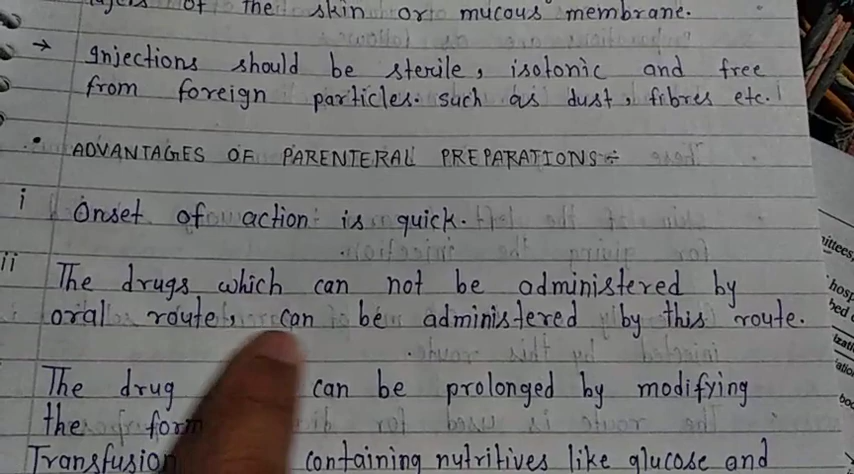 of the skin or mucous membrane.
→ Injections should be sterile, isotonic and free
from foreign particles. such as dust, fibres etc.
• ADVANTAGES OF PARENTERAL PREPARATIONS:-
i Onset of action is quick.
ii The drugs which can not be administered by
oral route, can be administered by this route.
The drug can be prolonged by modifying
the form
Transfusion containing nutritives like glucose and